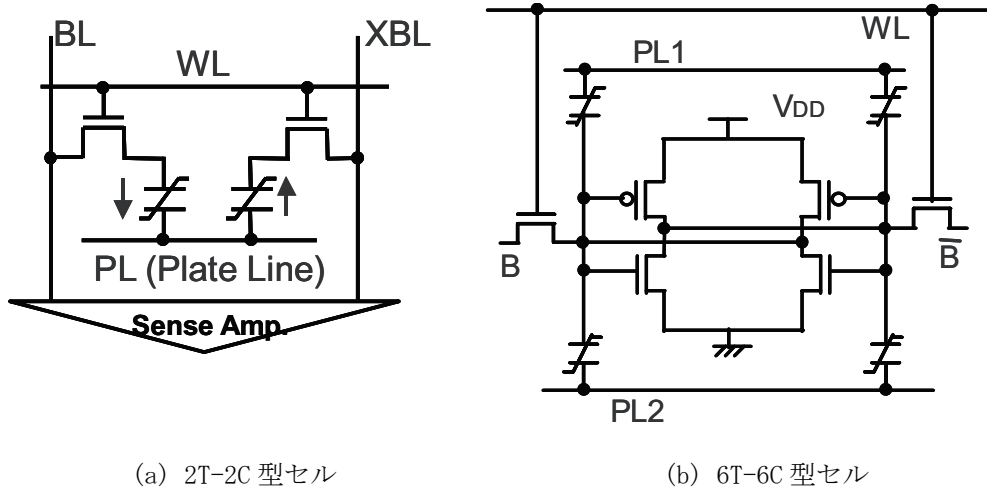 BL
XBL
WL
PL (Plate Line)
Sense Amp.
WL
PL1
VDD
B
B̅
PL2
(a) 2T-2C 型セル
(b) 6T-6C 型セル